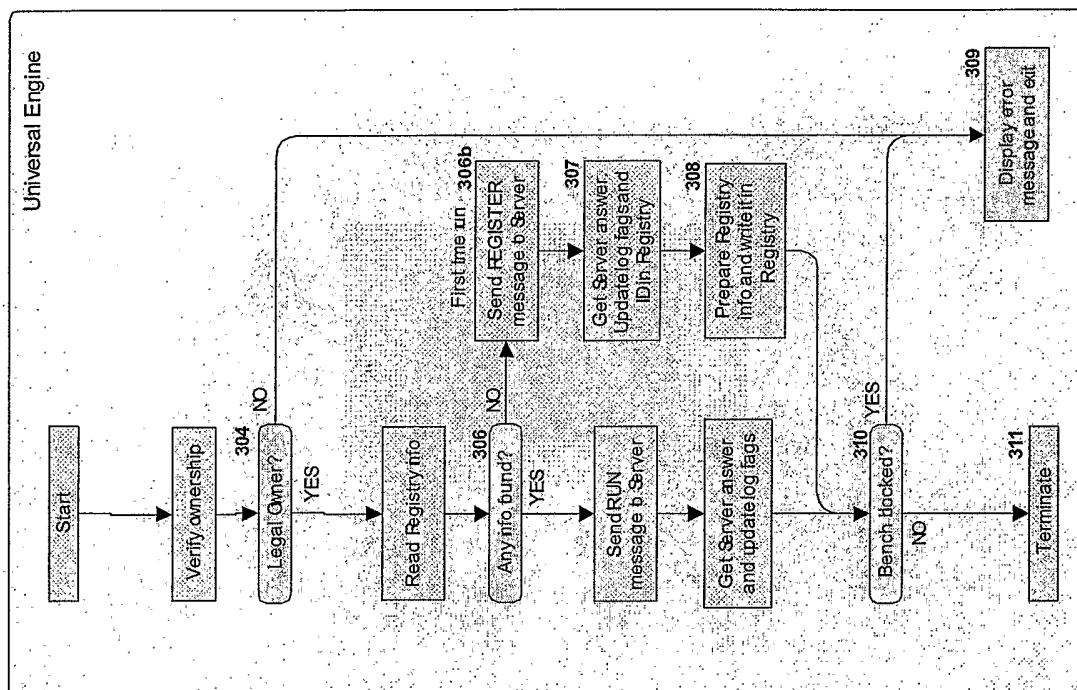 Universal Engine
Start
Verify ownership
304
Legal Owner?
NO
YES
Read Registry info
306
Any info found?
NO
YES
First time run
306b
Send REGISTER
message to Server
307
Get Server answer.
Update log flags and
ID in Registry
308
Prepare Registry
Info and write it in
Registry
Send RUN
message to Server
Get Server answer
and update log flags
310
Bench blocked?
YES
NO
309
Display error
message and exit
311
Terminate